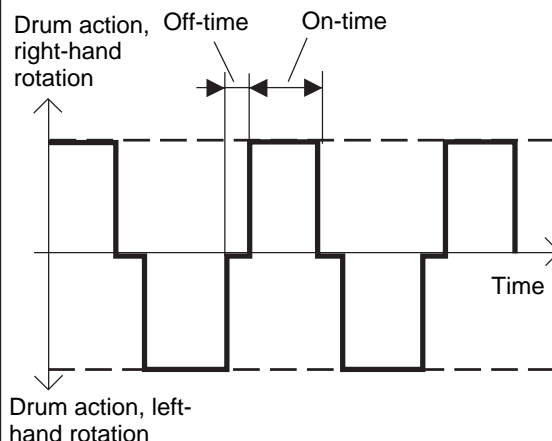 Drum action,
right-hand
rotation
Off-time
On-time
Time
Drum action, left-
hand rotation